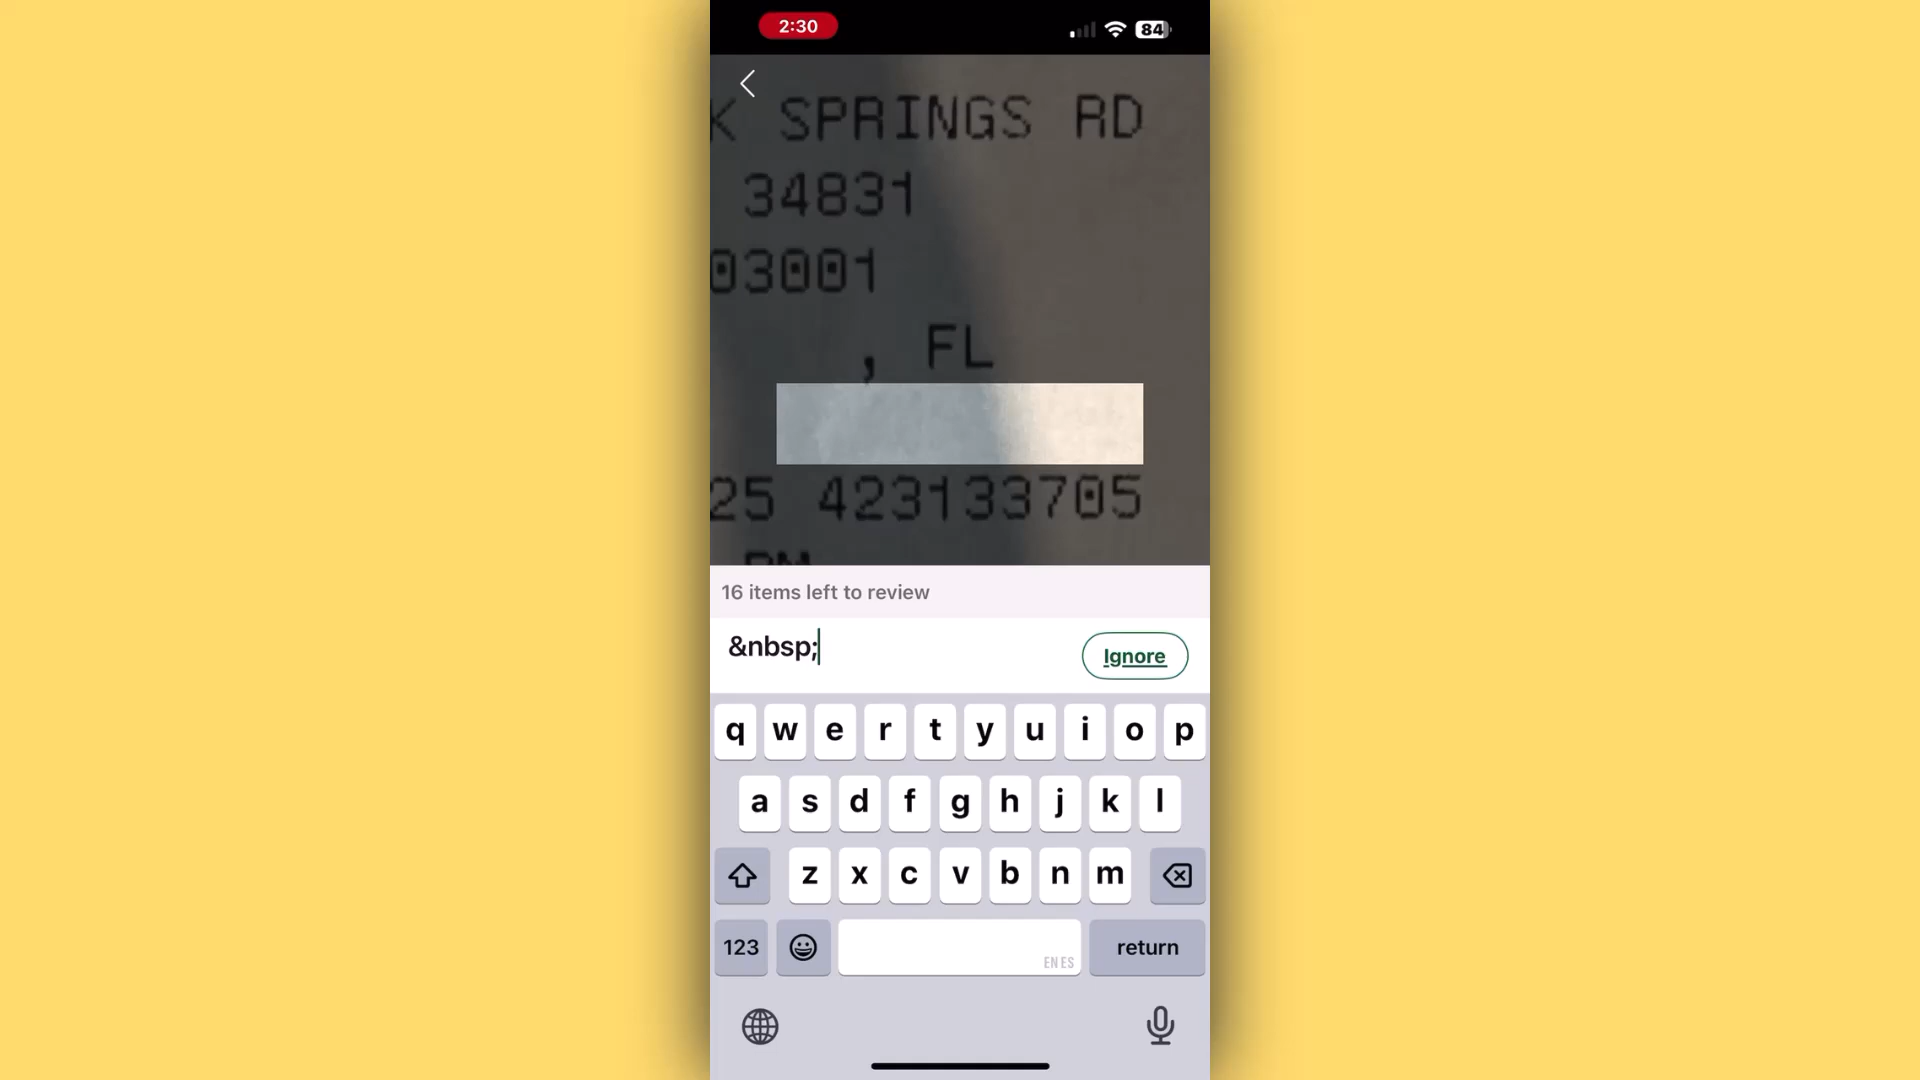 2:30
84
K SPRINGS RD
34831
03001
, FL
25 423133705
PM
16 items left to review
&nbsp;
Ignore
q w e r t y u i o p
a s d f g h j k l
z x c v b n m
123
EN ES
return